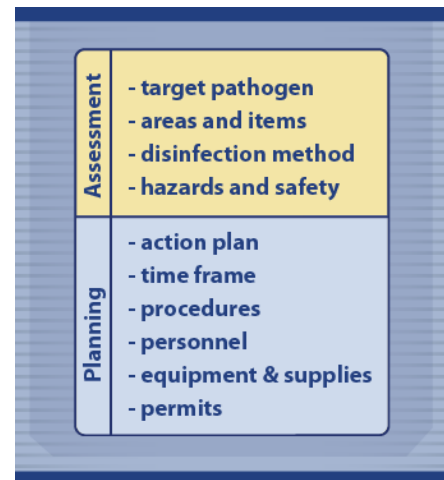 Assessment
- target pathogen
- areas and items
- disinfection method
- hazards and safety
Planning
- action plan
- time frame
- procedures
- personnel
- equipment & supplies
- permits